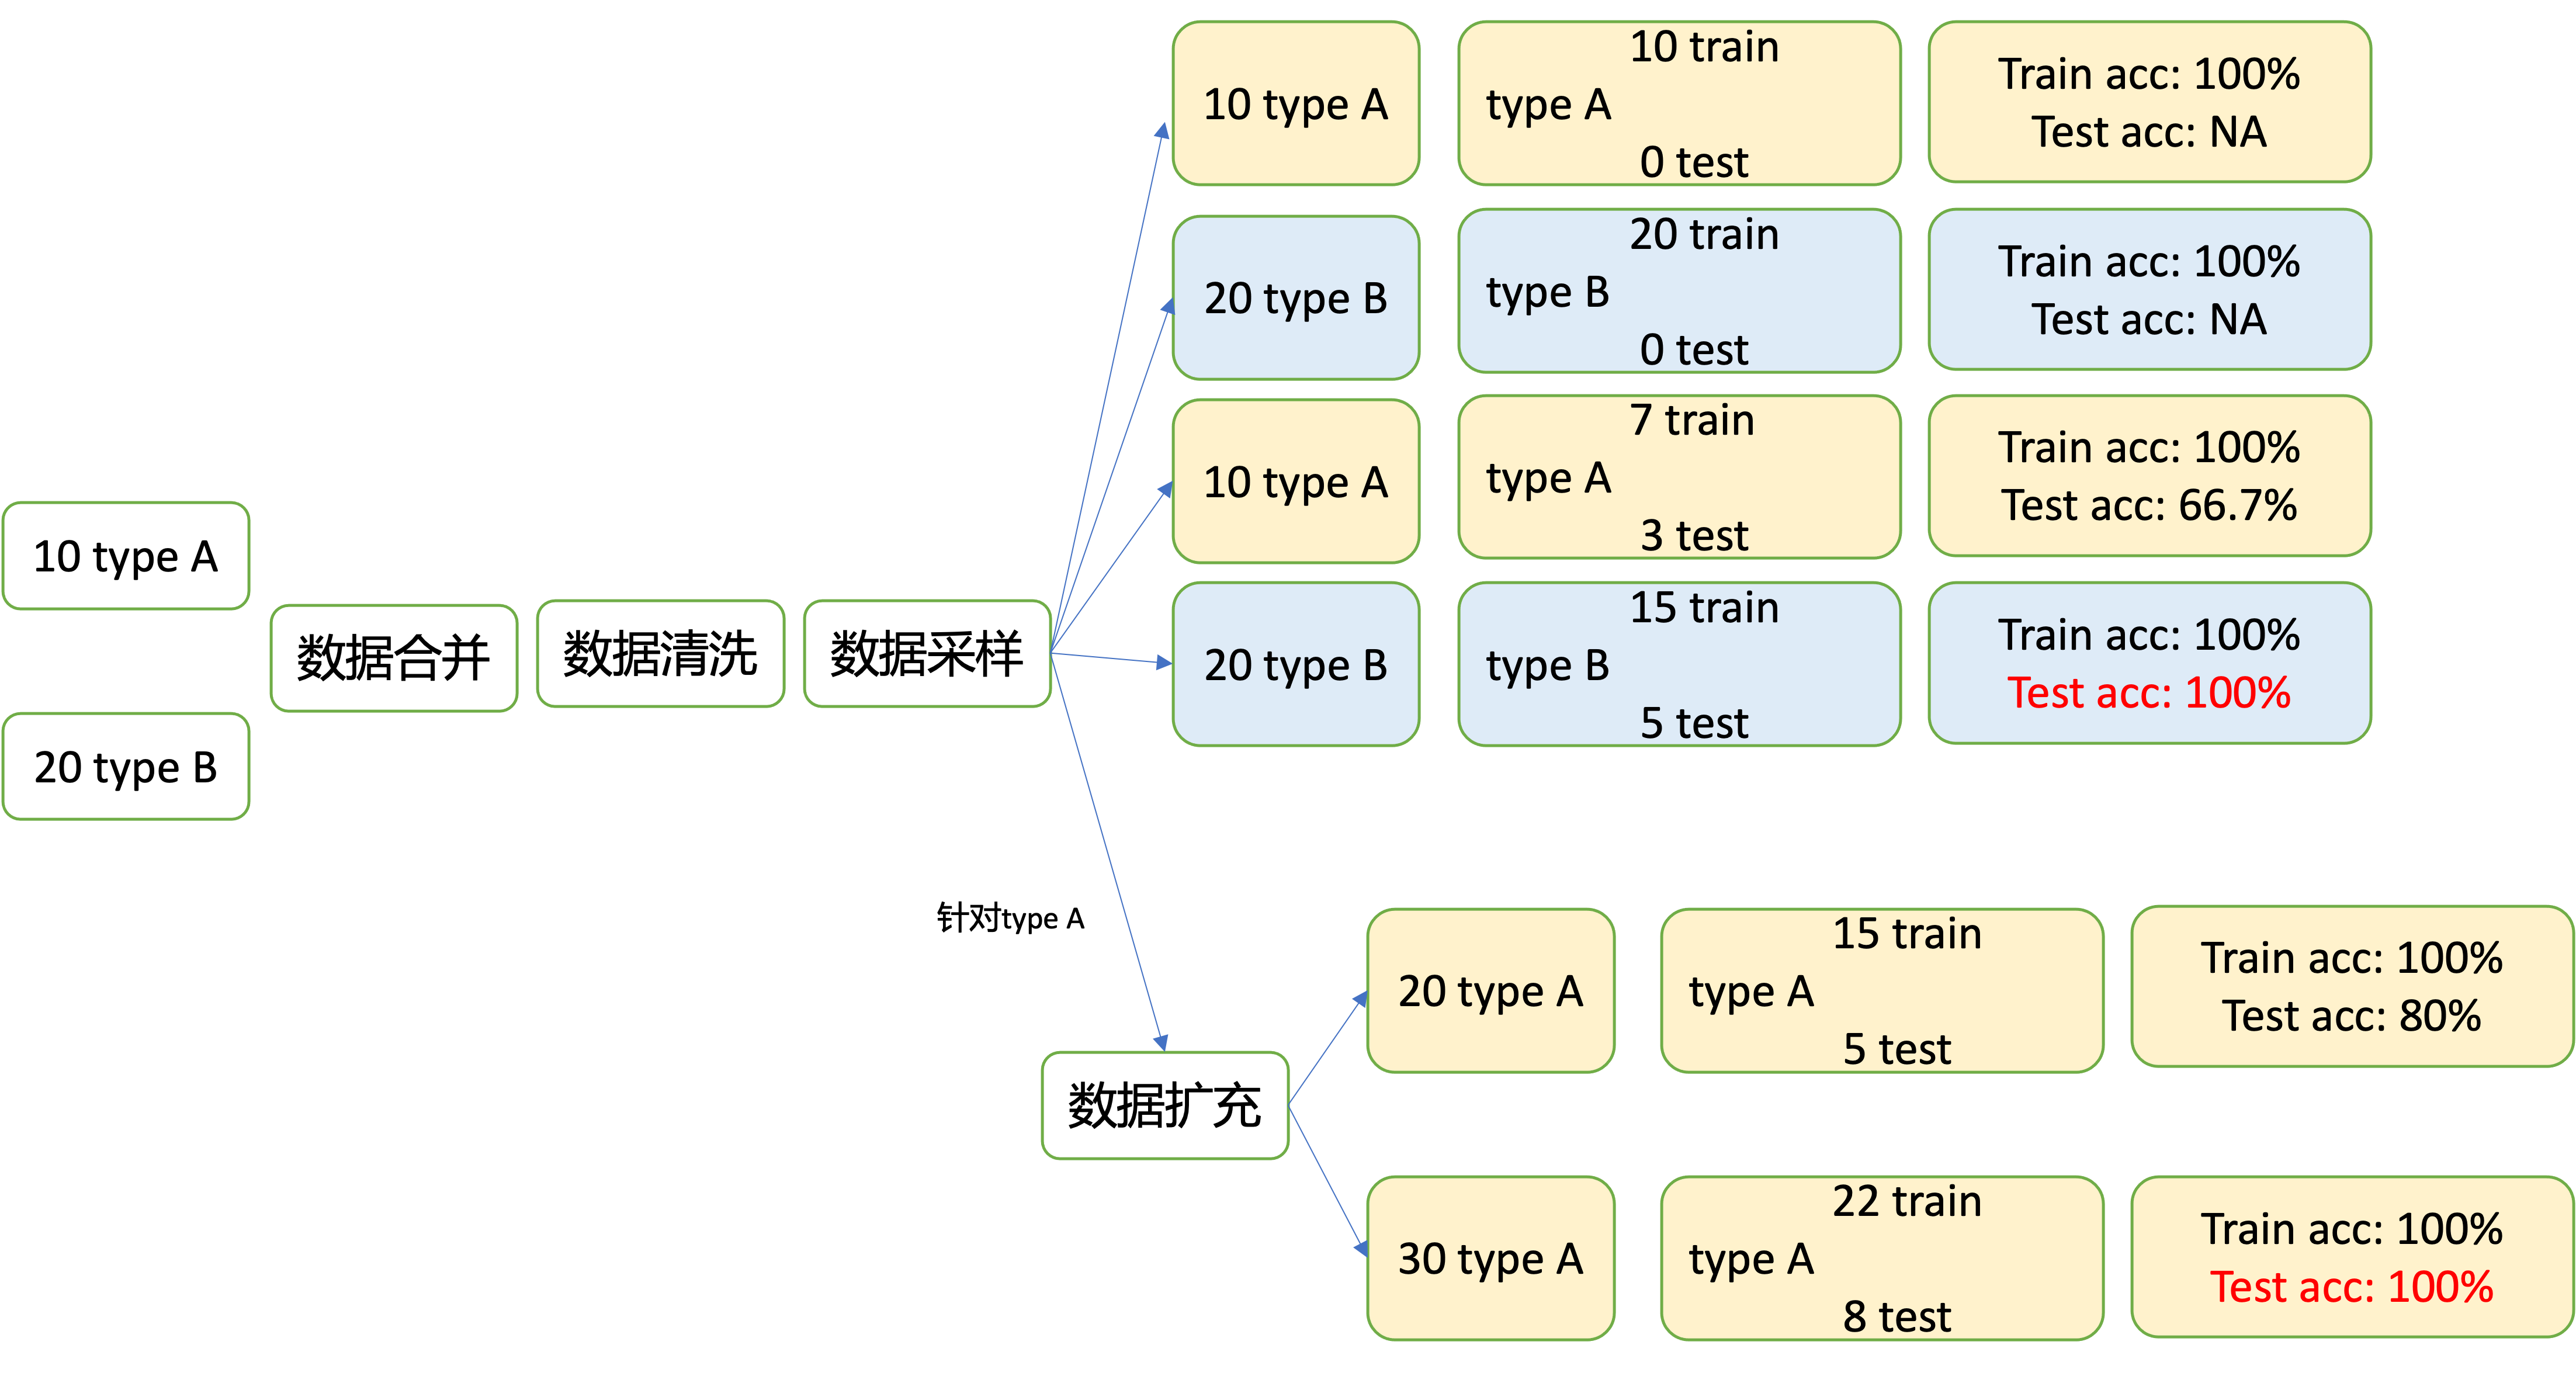 10 type A
20 type B
数据合并
数据清洗
数据采样
10 type A
10 train
type A
0 test
Train acc: 100%
Test acc: NA
20 type B
20 train
type B
0 test
Train acc: 100%
Test acc: NA
10 type A
7 train
type A
3 test
Train acc: 100%
Test acc: 66.7%
20 type B
15 train
type B
5 test
Train acc: 100%
Test acc: 100%
针对type A
数据扩充
20 type A
15 train
type A
5 test
Train acc: 100%
Test acc: 80%
30 type A
22 train
type A
8 test
Train acc: 100%
Test acc: 100%